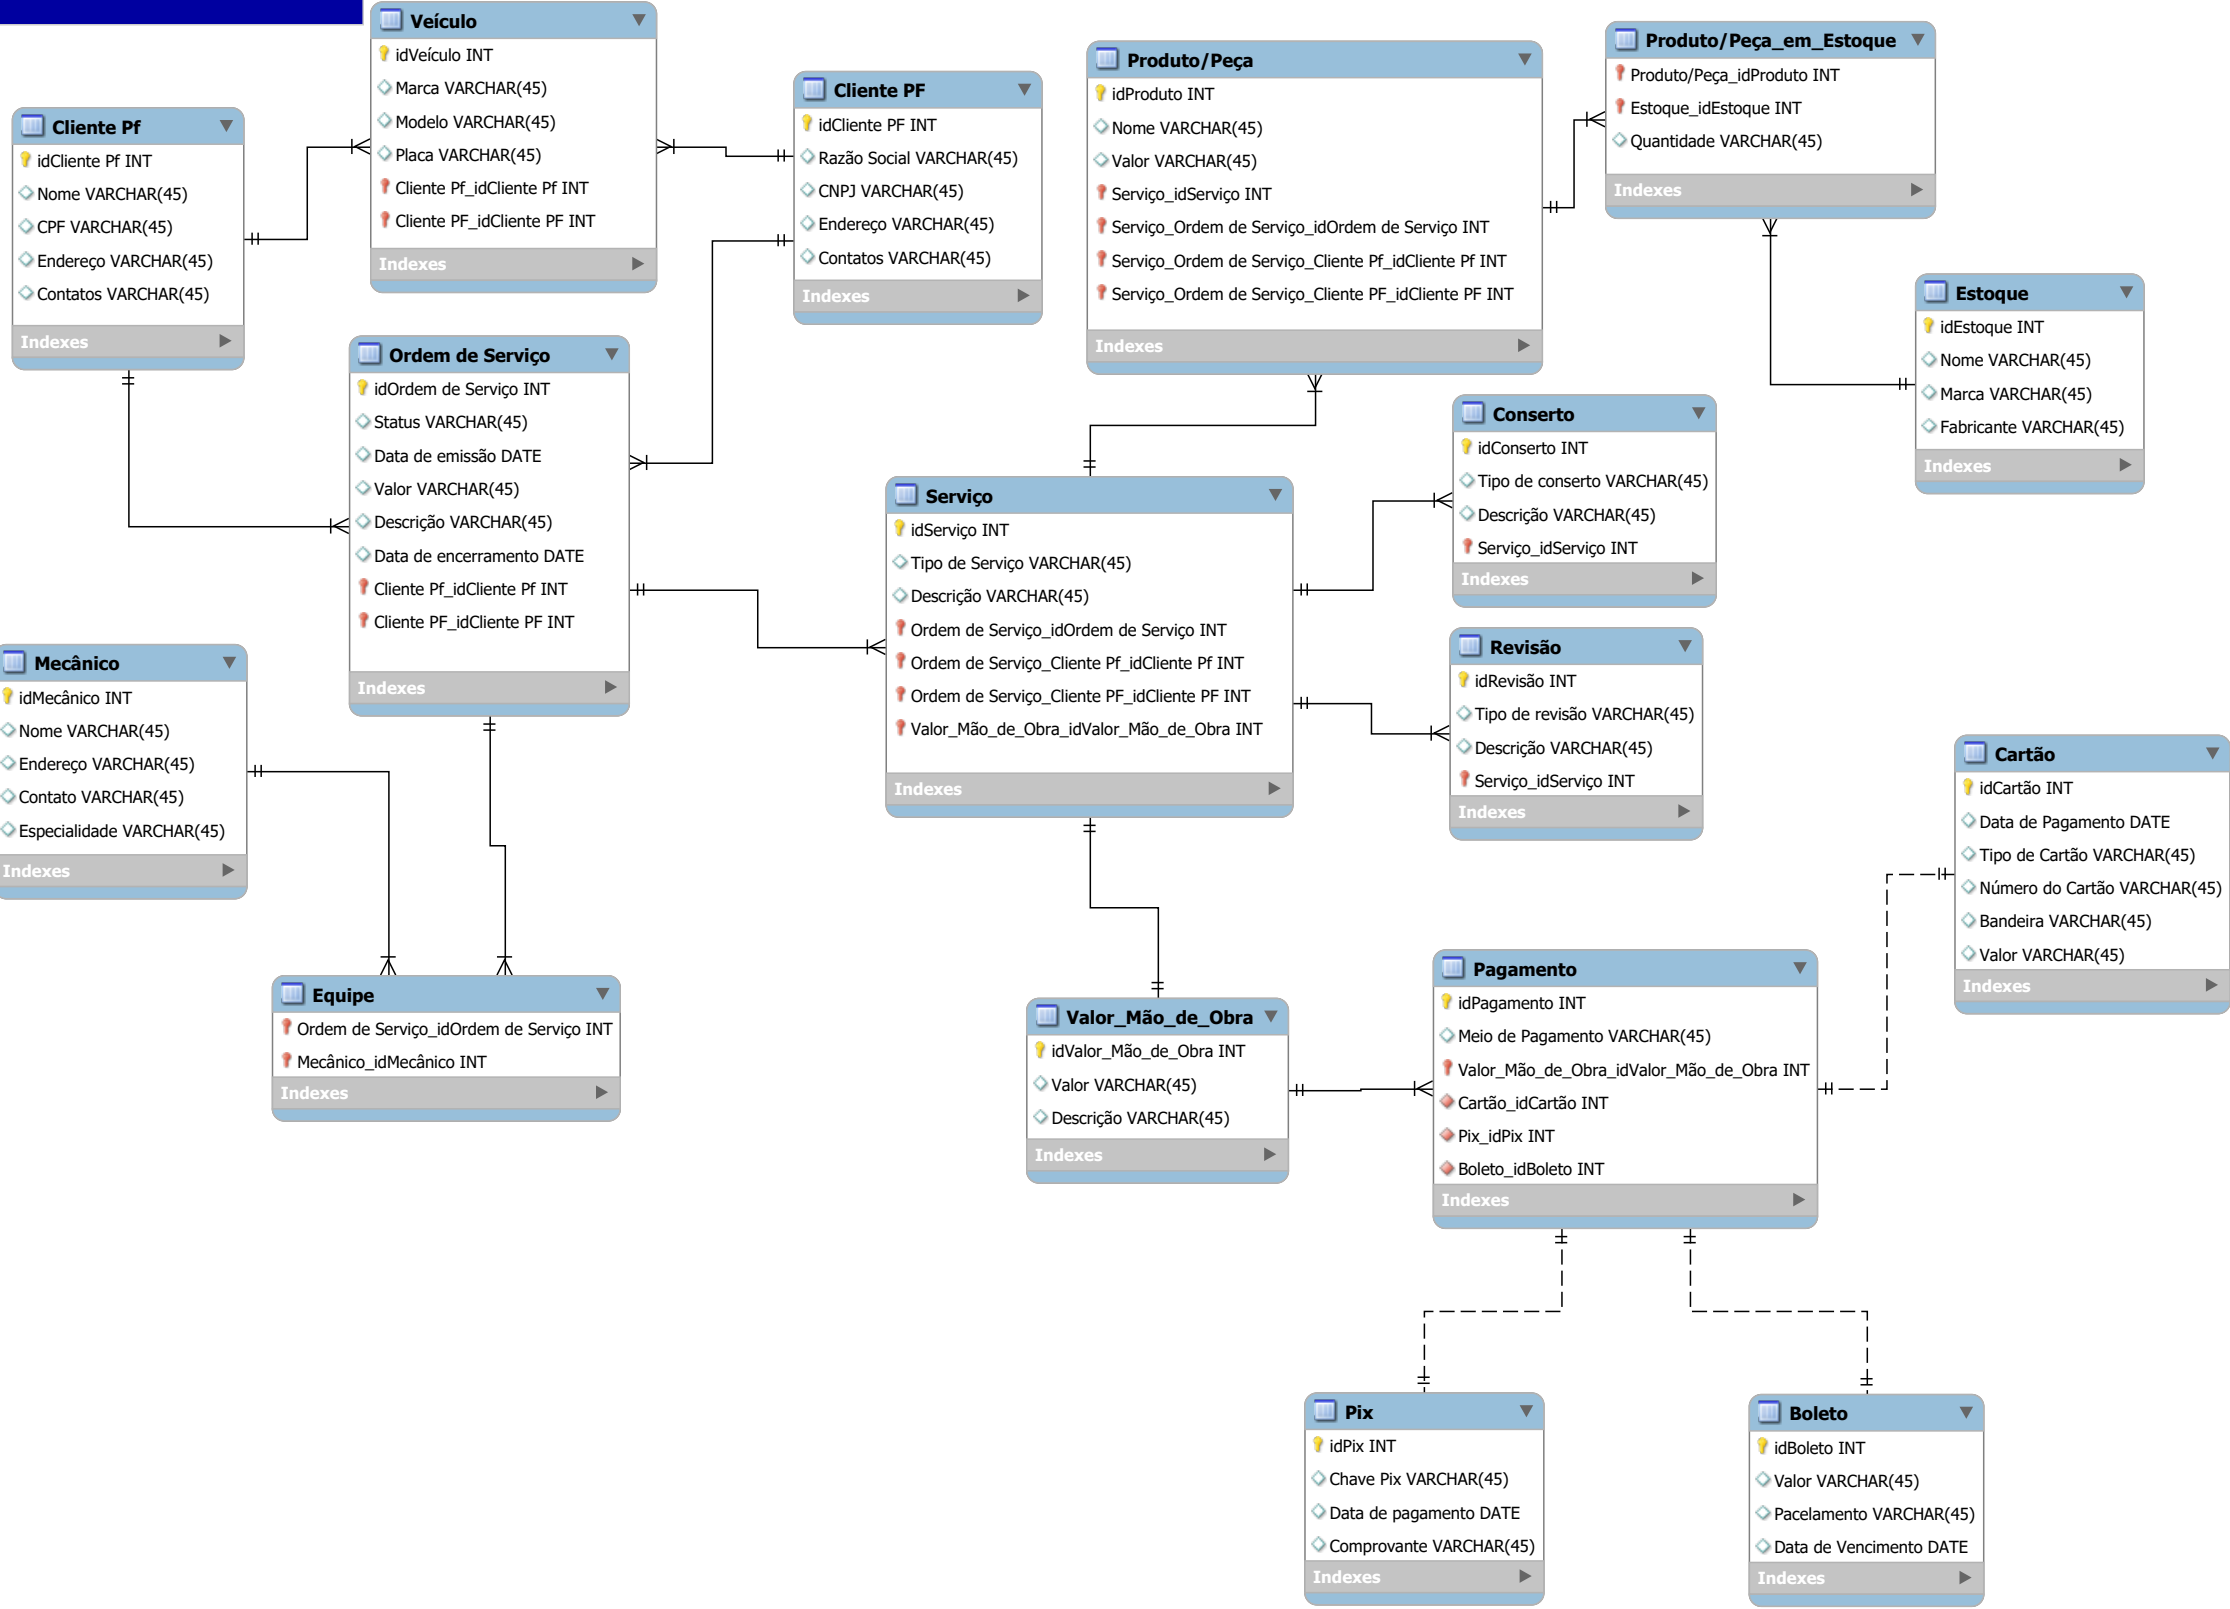 Veículo
idVeículo INT
Marca VARCHAR(45)
Modelo VARCHAR(45)
Placa VARCHAR(45)
Cliente Pf_idCliente Pf INT
Cliente PF_idCliente PF INT
Indexes
Cliente PF
idCliente PF INT
Razão Social VARCHAR(45)
CNPJ VARCHAR(45)
Endereço VARCHAR(45)
Contatos VARCHAR(45)
Indexes
Produto/Peça
idProduto INT
Nome VARCHAR(45)
Valor VARCHAR(45)
Serviço_idServiço INT
Serviço_Ordem de Serviço_idOrdem de Serviço INT
Serviço_Ordem de Serviço_Cliente Pf_idCliente Pf INT
Serviço_Ordem de Serviço_Cliente PF_idCliente PF INT
Indexes
Produto/Peça_em_Estoque
Produto/Peça_idProduto INT
Estoque_idEstoque INT
Quantidade VARCHAR(45)
Indexes
Cliente Pf
idCliente Pf INT
Nome VARCHAR(45)
CPF VARCHAR(45)
Endereço VARCHAR(45)
Contatos VARCHAR(45)
Indexes
Estoque
idEstoque INT
Nome VARCHAR(45)
Marca VARCHAR(45)
Fabricante VARCHAR(45)
Indexes
Ordem de Serviço
idOrdem de Serviço INT
Status VARCHAR(45)
Data de emissão DATE
Valor VARCHAR(45)
Descrição VARCHAR(45)
Data de encerramento DATE
Cliente Pf_idCliente Pf INT
Cliente PF_idCliente PF INT
Indexes
Conserto
idConserto INT
Tipo de conserto VARCHAR(45)
Descrição VARCHAR(45)
Serviço_idServiço INT
Indexes
Serviço
idServiço INT
Tipo de Serviço VARCHAR(45)
Descrição VARCHAR(45)
Ordem de Serviço_idOrdem de Serviço INT
Ordem de Serviço_Cliente Pf_idCliente Pf INT
Ordem de Serviço_Cliente PF_idCliente PF INT
Valor_Mão_de_Obra_idValor_Mão_de_Obra INT
Indexes
Revisão
idRevisão INT
Tipo de revisão VARCHAR(45)
Descrição VARCHAR(45)
Serviço_idServiço INT
Indexes
Mecânico
idMecânico INT
Nome VARCHAR(45)
Endereço VARCHAR(45)
Contato VARCHAR(45)
Especialidade VARCHAR(45)
Indexes
Cartão
idCartão INT
Data de Pagamento DATE
Tipo de Cartão VARCHAR(45)
Número do Cartão VARCHAR(45)
Bandeira VARCHAR(45)
Valor VARCHAR(45)
Indexes
Equipe
Ordem de Serviço_idOrdem de Serviço INT
Mecânico_idMecânico INT
Indexes
Valor_Mão_de_Obra
idValor_Mão_de_Obra INT
Valor VARCHAR(45)
Descrição VARCHAR(45)
Indexes
Pagamento
idPagamento INT
Meio de Pagamento VARCHAR(45)
Valor_Mão_de_Obra_idValor_Mão_de_Obra INT
Cartão_idCartão INT
Pix_idPix INT
Boleto_idBoleto INT
Indexes
Pix
idPix INT
Chave Pix VARCHAR(45)
Data de pagamento DATE
Comprovante VARCHAR(45)
Indexes
Boleto
idBoleto INT
Valor VARCHAR(45)
Pacelamento VARCHAR(45)
Data de Vencimento DATE
Indexes